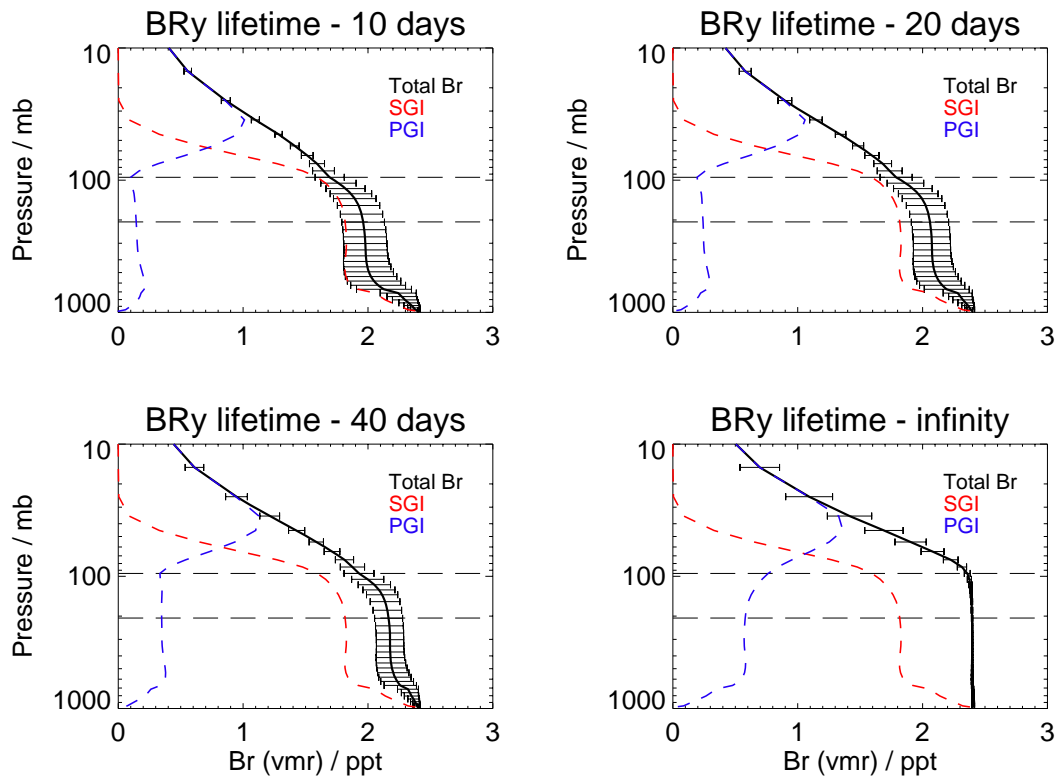 BRy lifetime - 10 days
10
100
1000
Pressure / mb
Total Br
SGI
PGI
0 1 2 3
BRy lifetime - 20 days
10
100
1000
Pressure / mb
Total Br
SGI
PGI
0 1 2 3
BRy lifetime - 40 days
10
100
1000
Pressure / mb
Total Br
SGI
PGI
0 1 2 3
Br (vmr) / ppt
BRy lifetime - infinity
10
100
1000
Pressure / mb
Total Br
SGI
PGI
0 1 2 3
Br (vmr) / ppt